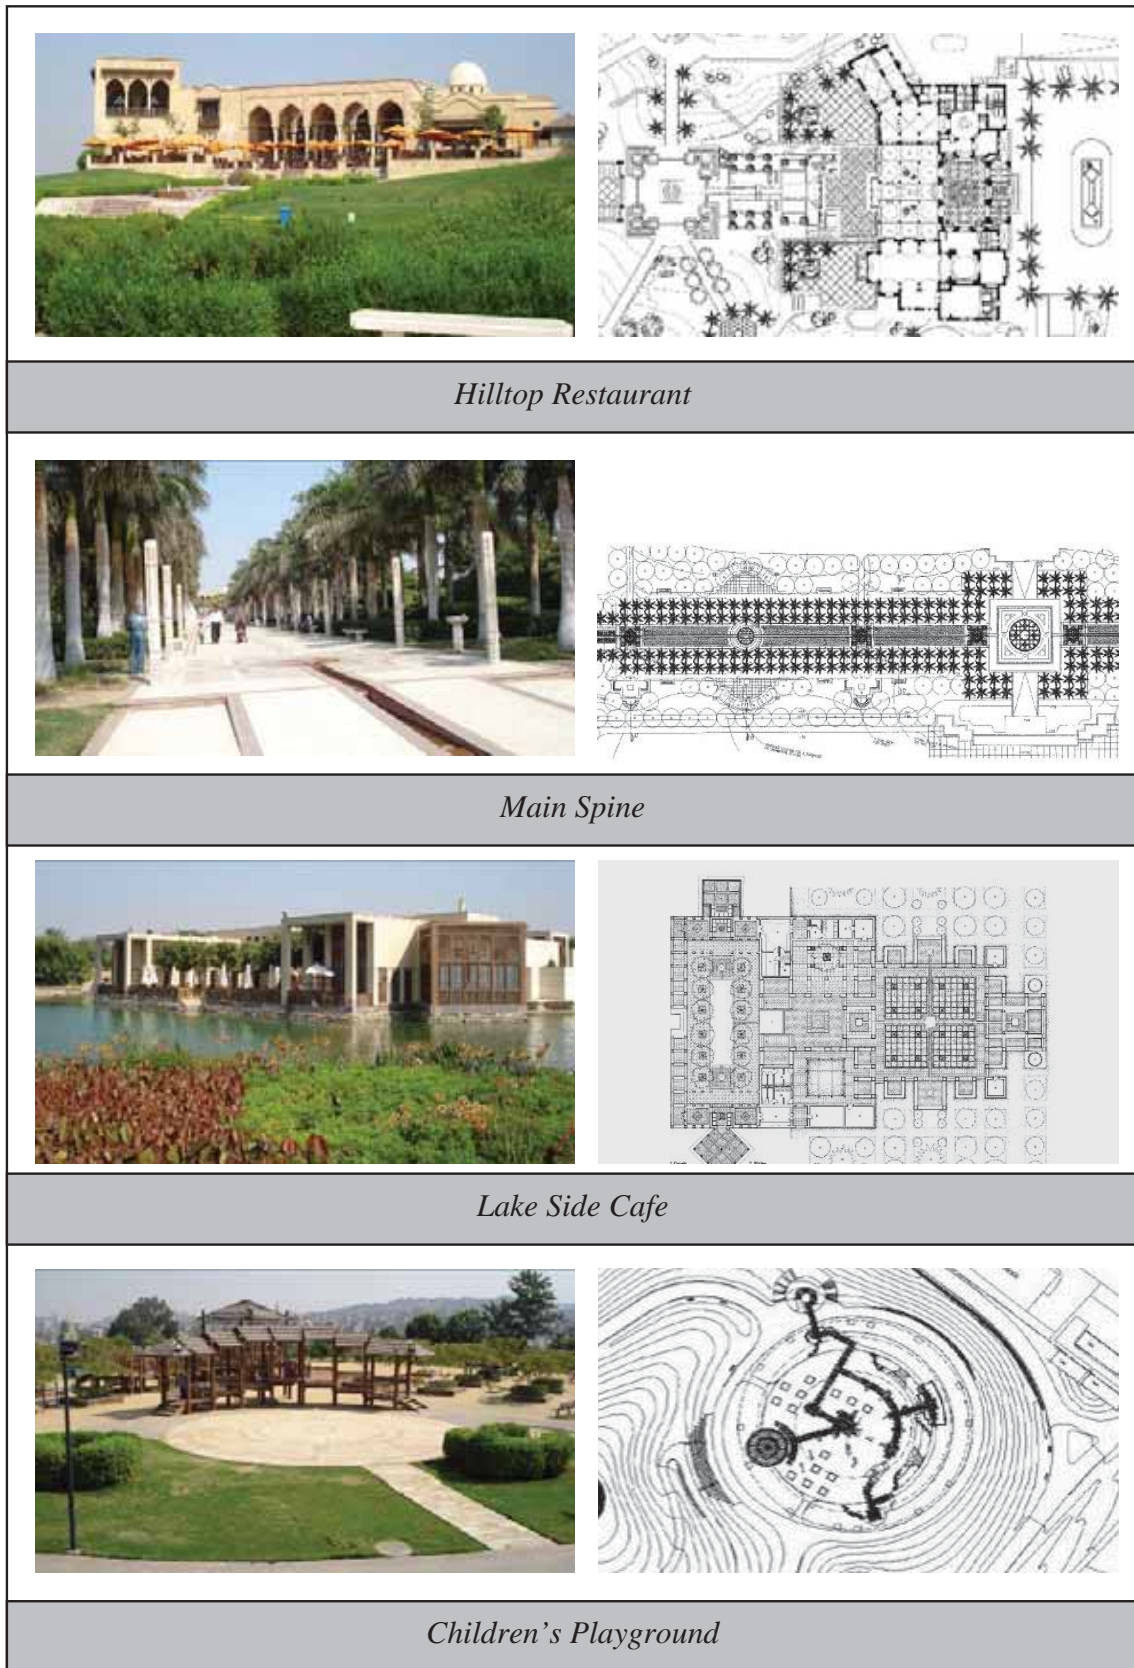 Hilltop Restaurant
Main Spine
Lake Side Cafe
Children’s Playground